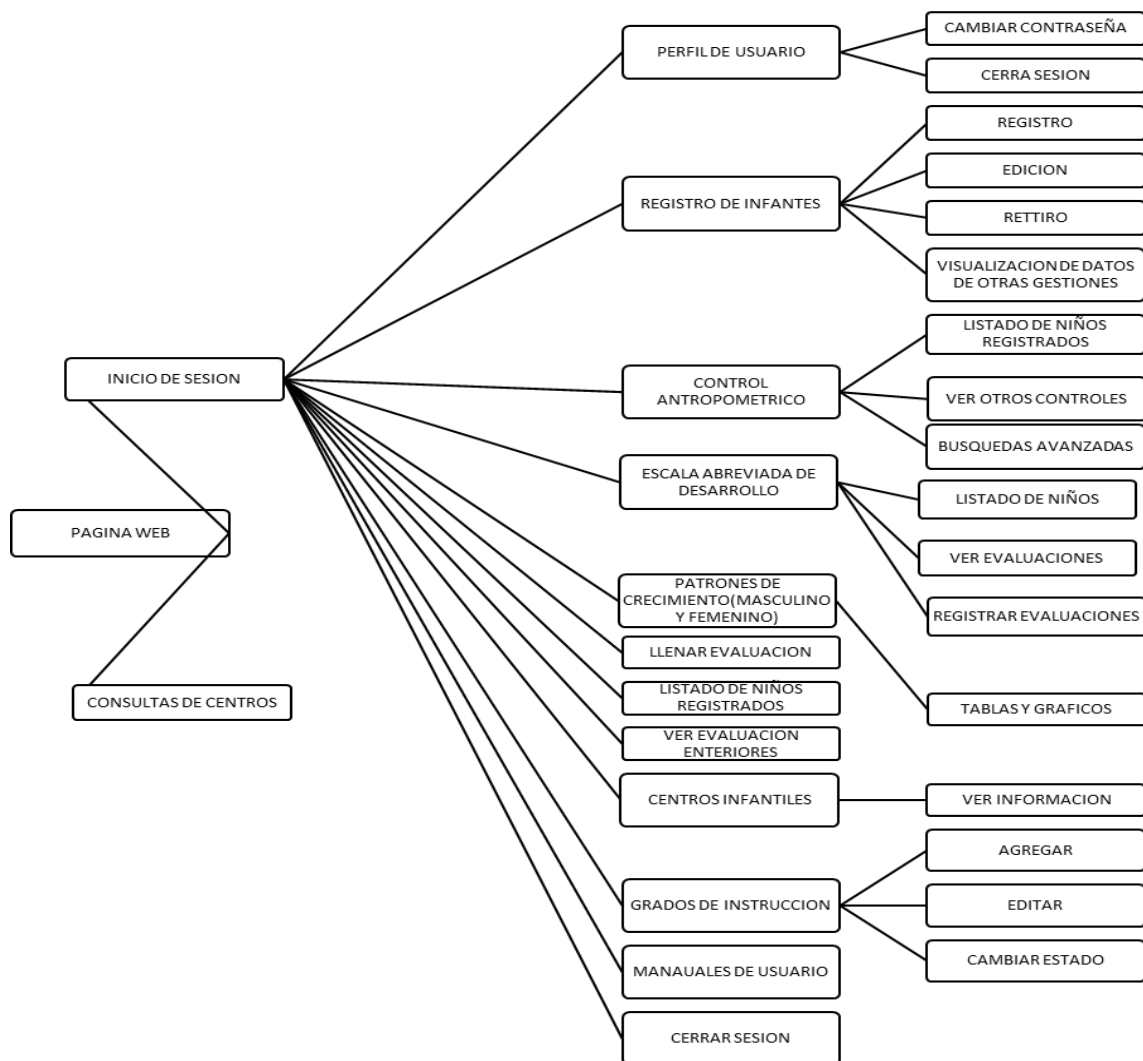 PAGINA WEB
INICIO DE SESION
CONSULTAS DE CENTROS
PERFIL DE USUARIO
CAMBIAR CONTRASEÑA
CERRA SESION
REGISTRO DE INFANTES
REGISTRO
EDICION
RETTIRO
VISUALIZACION DE DATOS
DE OTRAS GESTIONES
CONTROL
ANTROPOMETRICO
LISTADO DE NIÑOS
REGISTRADOS
VER OTROS CONTROLES
BUSQUEDAS AVANZADAS
ESCALA ABREVIADA DE
DESARROLLO
LISTADO DE NIÑOS
VER EVALUACIONES
REGISTRAR EVALUACIONES
PATRONES DE
CRECIMIENTO(MASCULINO
Y FEMENINO)
TABLAS Y GRAFICOS
LLENAR EVALUACION
LISTADO DE NIÑOS
REGISTRADOS
VER EVALUACION
ENTERIORES
CENTROS INFANTILES
VER INFORMACION
GRADOS DE INSTRUCCION
AGREGAR
EDITAR
CAMBIAR ESTADO
MANAUALES DE USUARIO
CERRAR SESION